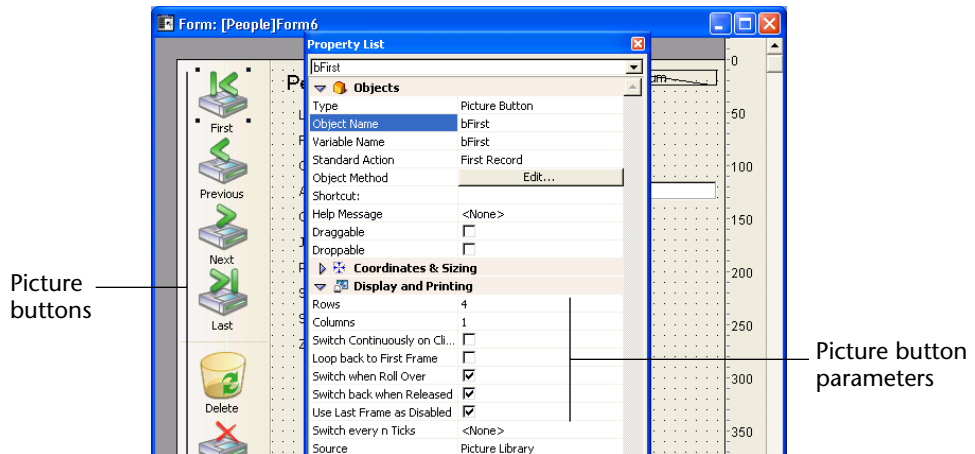 Form: [People]Form6
Property List
bFirst
Objects
Type Picture Button
Object Name bFirst
Variable Name bFirst
Standard Action First Record
Object Method Edit...
Shortcut:
Help Message <None>
Draggable
Droppable
Coordinates & Sizing
Display and Printing
Rows 4
Columns 1
Switch Continuously on Cli...
Loop back to First Frame
Switch when Roll Over
Switch back when Released
Use Last Frame as Disabled
Switch every n Ticks <None>
Source Picture Library
First
Previous
Next
Last
Delete
0
50
100
150
200
250
300
350
Picture
buttons
Picture button
parameters